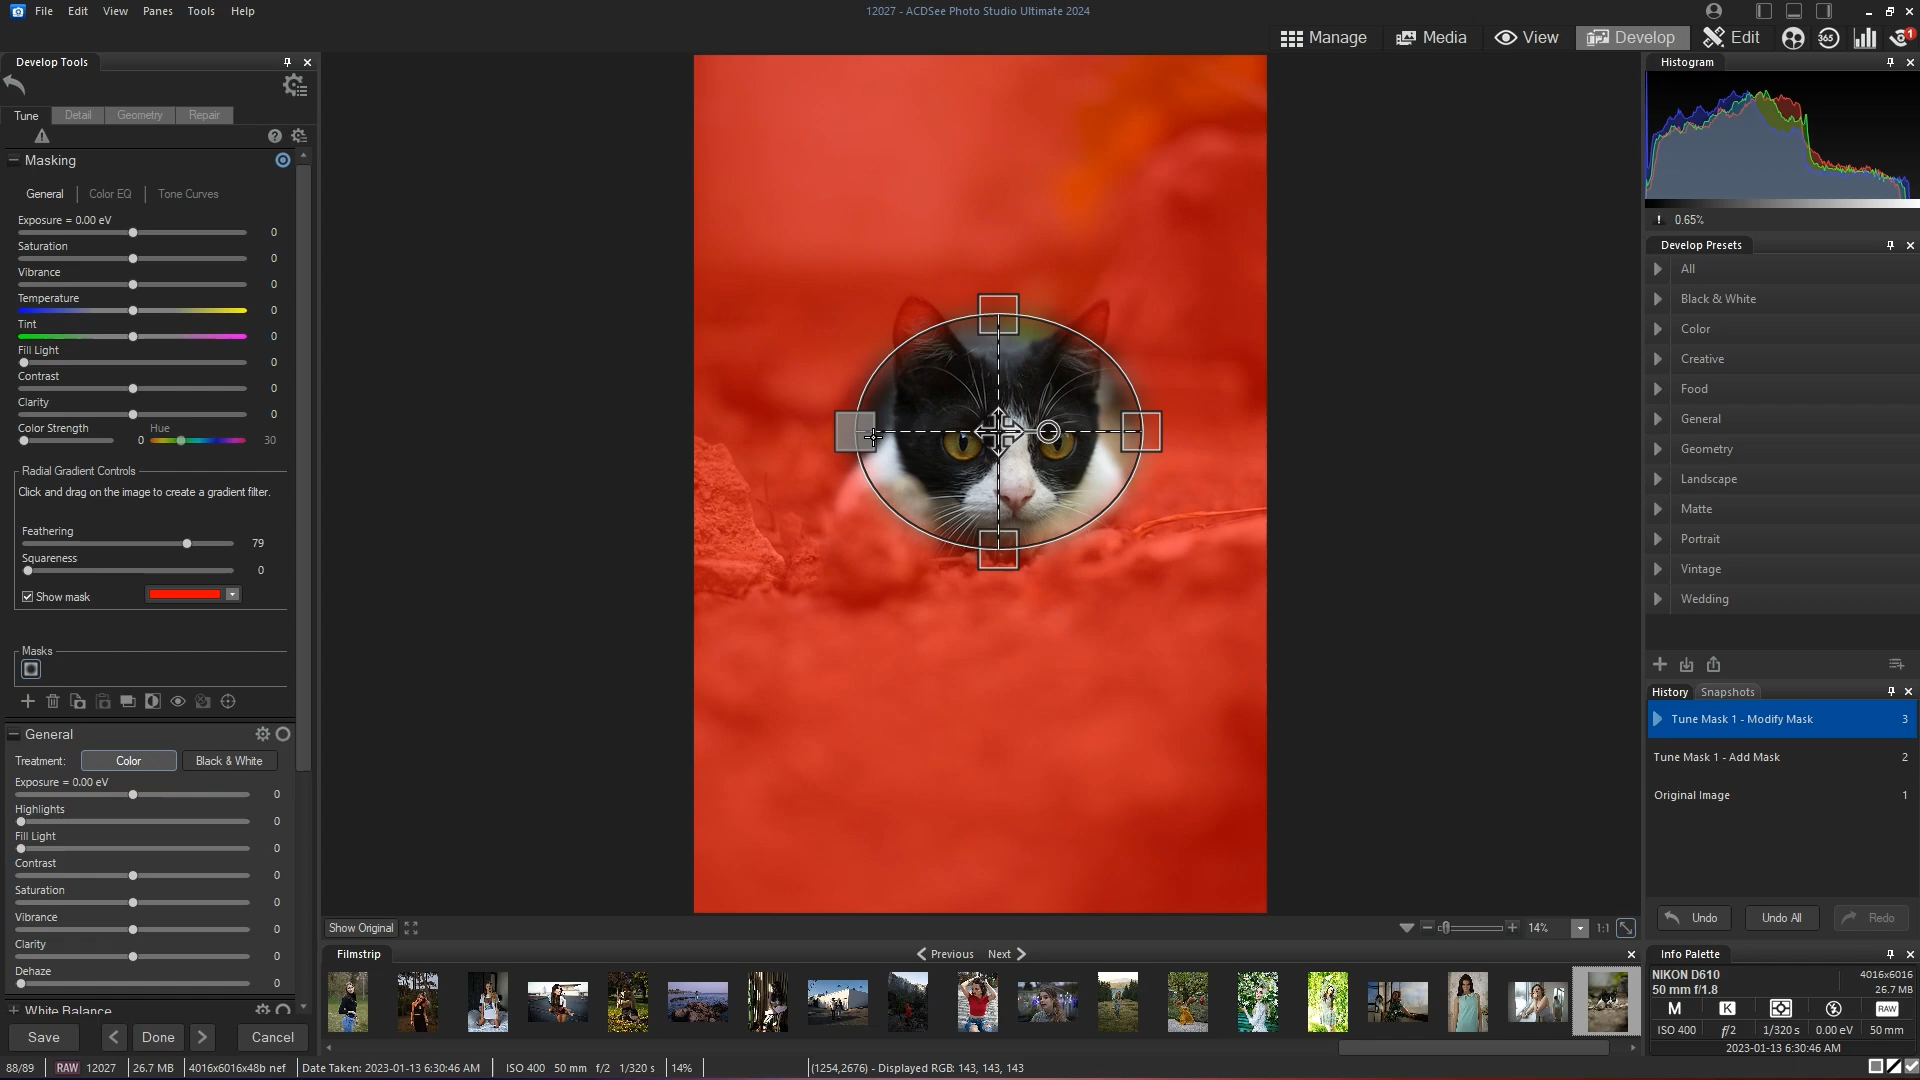 File Edit View Panes Tools Help
12027 - ACDSee Photo Studio Ultimate 2024
Manage Media View Develop Edit 365 1
Develop Tools
Tune Detail Geometry Repair
Masking
General Color EQ Tone Curves
Exposure = 0.00 eV
0
Saturation
0
Vibrance
0
Temperature
0
Tint
0
Fill Light
0
Contrast
0
Clarity
0
Color Strength 0 Hue 30
Radial Gradient Controls
Click and drag on the image to create a gradient filter.
Feathering
79
Squareness
0
Show mask
Masks
General
Treatment: Color Black & White
Exposure = 0.00 eV
0
Highlights
0
Fill Light
0
Contrast
0
Saturation
0
Vibrance
0
Clarity
0
Dehaze
0
White Balance
Save Done Cancel
Show Original
14% 1:1
Filmstrip Previous Next
Histogram
0.65%
Develop Presets
All
Black & White
Color
Creative
Food
General
Geometry
Landscape
Matte
Portrait
Vintage
Wedding
History Snapshots
Tune Mask 1 - Modify Mask 3
Tune Mask 1 - Add Mask 2
Original Image 1
Undo Undo All Redo
Info Palette
NIKON D610 4016x6016
50 mm f/1.8 26.7 MB
M K RAW
ISO 400 f/2 1/320 s 0.00 eV 50 mm
2023-01-13 6:30:46 AM
88/89 RAW 12027 26.7 MB 4016x6016x48b nef Date Taken: 2023-01-13 6:30:46 AM ISO 400 50 mm f/2 1/320 s 14% (1254,2676) - Displayed RGB: 143, 143, 143